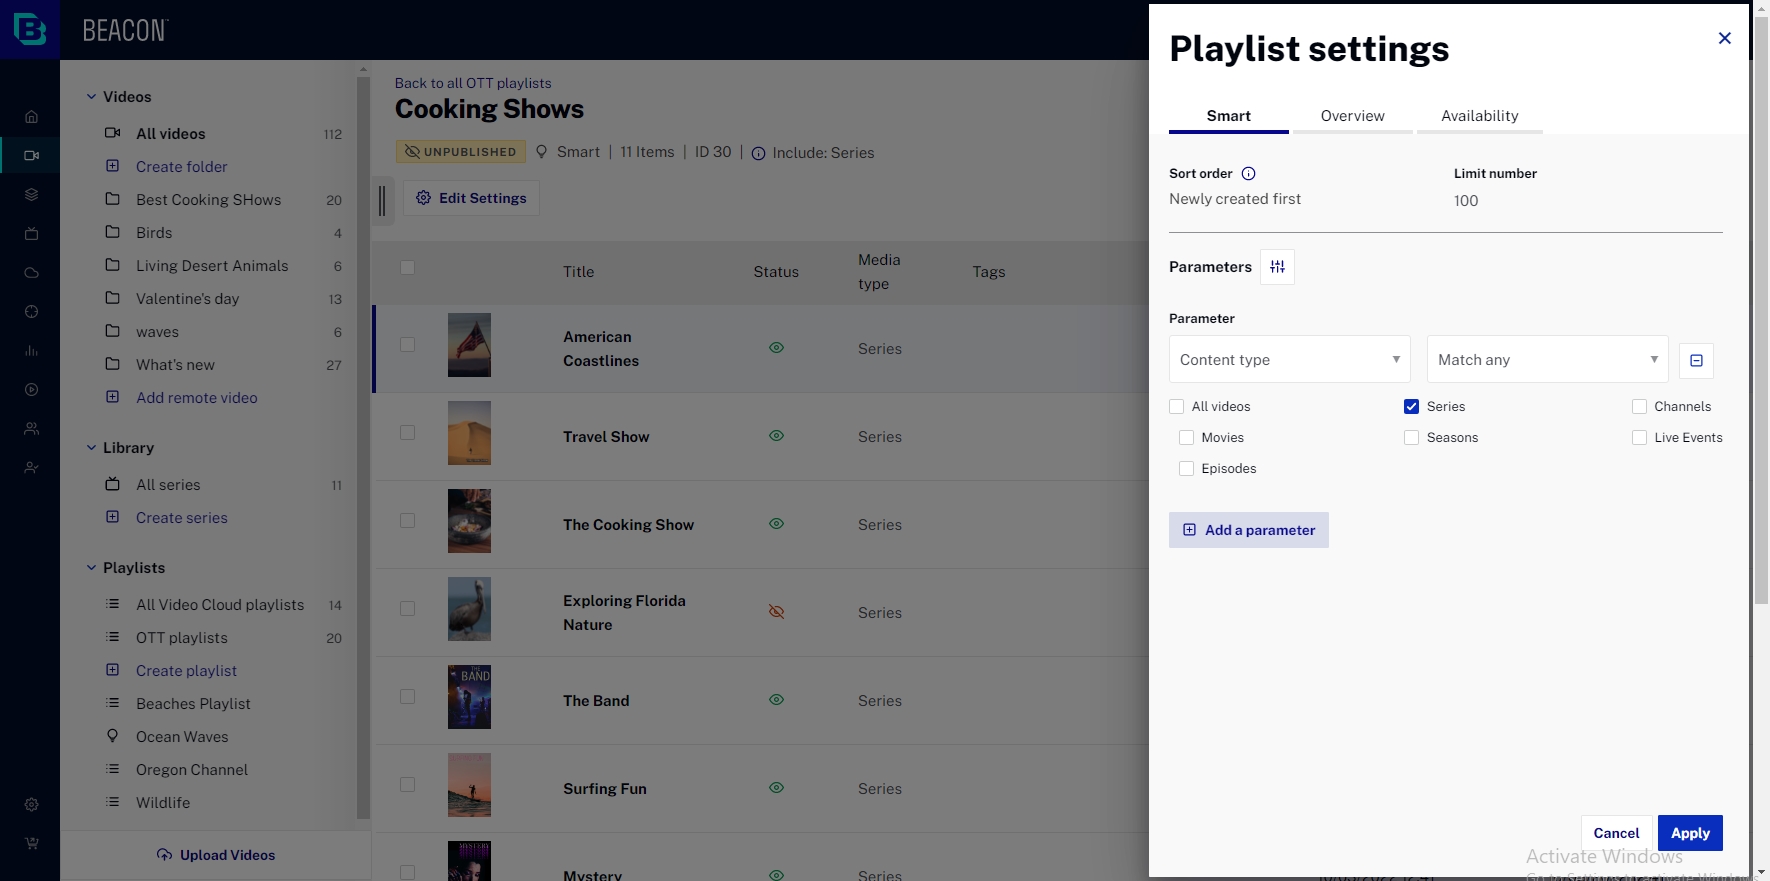 BEACON
Videos
All videos 112
Create folder
Best Cooking SHows 20
Birds 4
Living Desert Animals 6
Valentine's day 13
waves 6
What's new 27
Add remote video
Library
All series 11
Create series
Playlists
All Video Cloud playlists 14
OTT playlists 20
Create playlist
Beaches Playlist
Ocean Waves
Oregon Channel
Wildlife
Upload Videos
Back to all OTT playlists
Cooking Shows
UNPUBLISHED Smart | 11 Items | ID 30 | Include: Series
Edit Settings
Title Status Media type Tags
American Coastlines Series
Travel Show Series
The Cooking Show Series
Exploring Florida Nature Series
THE BAND
The Band Series
Surfing Fun Series
MYSTERY
Mystery Series
Playlist settings
Smart Overview Availability
Sort order Limit number
Newly created first 100
Parameters
Parameter
Content type Match any
All videos Series Channels
Movies Seasons Live Events
Episodes
Add a parameter
Cancel Apply
Activate Windows